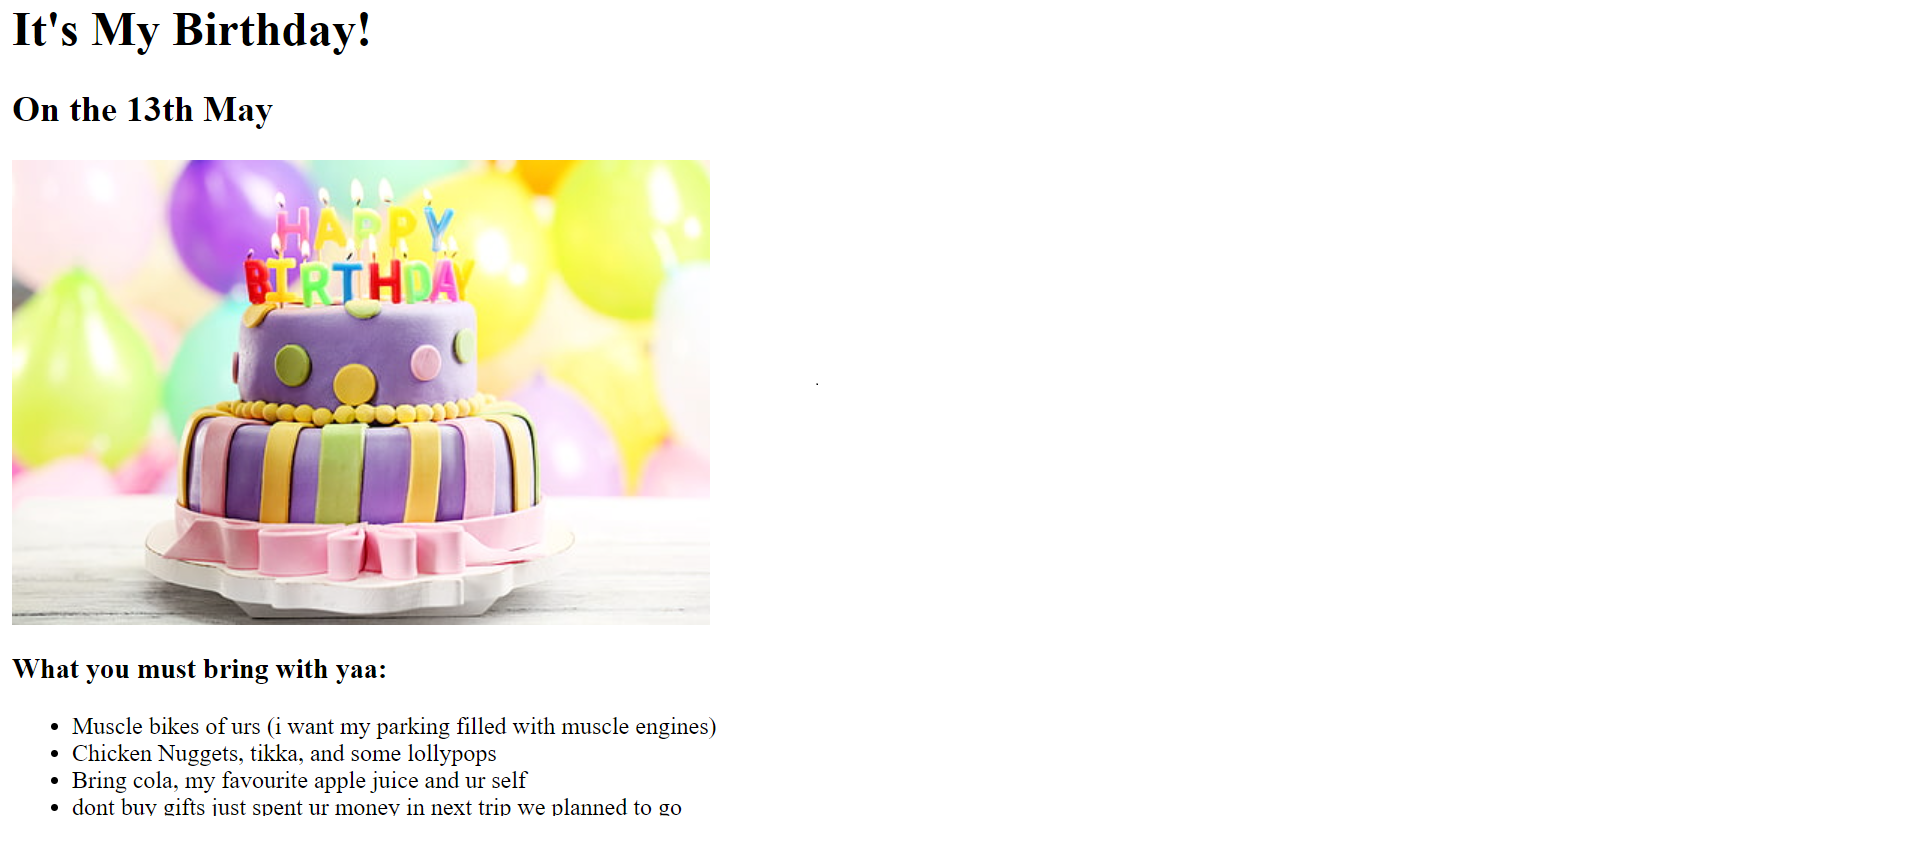 It's My Birthday!
On the 13th May
HAPPY
BIRTHDAY
What you must bring with yaa:
Muscle bikes of urs (i want my parking filled with muscle engines)
Chicken Nuggets, tikka, and some lollypops
Bring cola, my favourite apple juice and ur self
dont buy gifts just spent ur money in next trip we planned to go